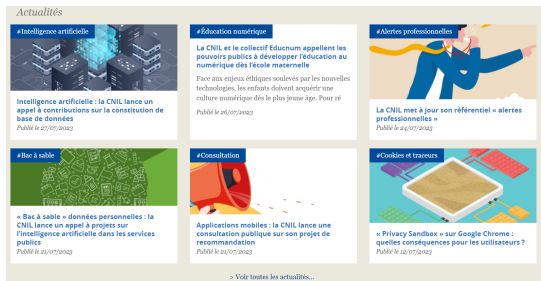 Actualités
#Intelligence artificielle
Intelligence artificielle : la CNIL lance un
appel à contributions sur la constitution de
base de données
Publié le 27/07/2023
#Éducation numérique
La CNIL et le collectif Educnum appellent les
pouvoirs publics à développer l'éducation au
numérique dès l'école maternelle
Face aux enjeux éthiques soulevés par les nouvelles
technologies, les enfants doivent acquérir une
culture numérique dès le plus jeune âge. Pour ré
Publié le 26/07/2023
#Alertes professionnelles
La CNIL met à jour son référentiel « alertes
professionnelles »
Publié le 24/07/2023
#Bac à sable
« Bac à sable » données personnelles : la
CNIL lance un appel à projets sur
l'intelligence artificielle dans les services
publics
Publié le 21/07/2023
#Consultation
Applications mobiles : la CNIL lance une
consultation publique sur son projet de
recommandation
Publié le 21/07/2023
#Cookies et traceurs
« Privacy Sandbox » sur Google Chrome :
quelles conséquences pour les utilisateurs ?
Publié le 12/07/2023
> Voir toutes les actualités...